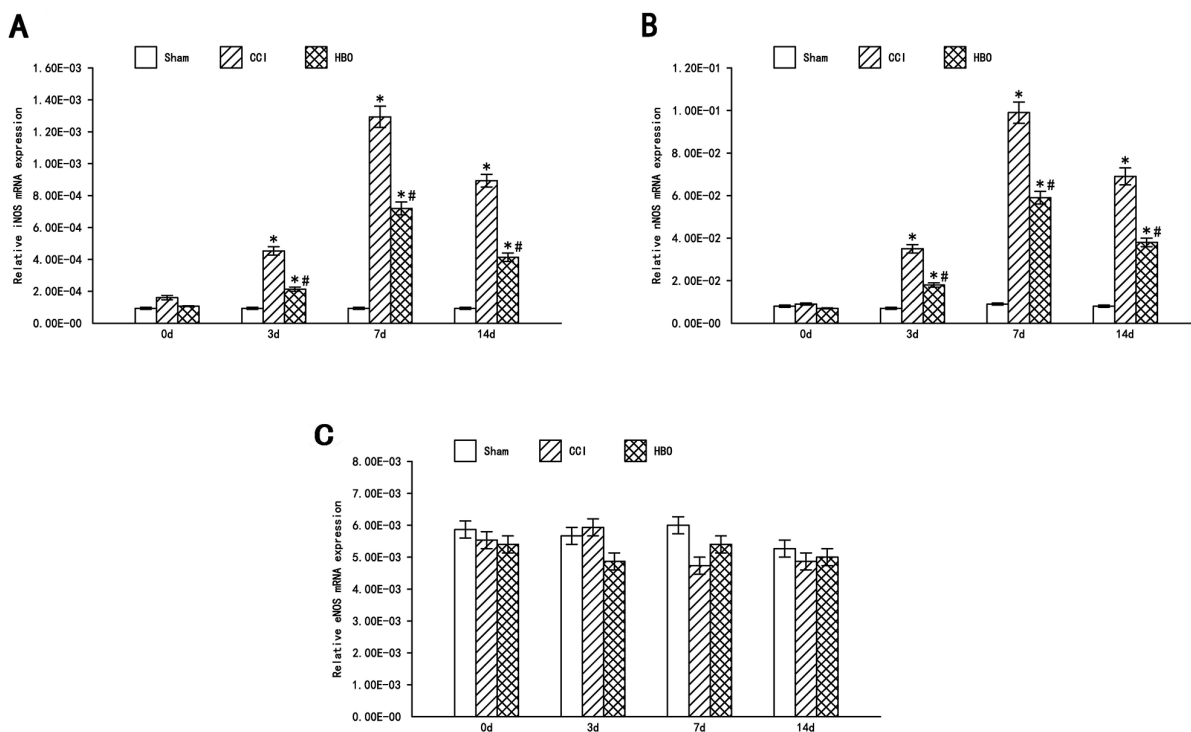 A
Sham CCI HBO
Relative iNOS mRNA expression
1.60E-03
1.40E-03
1.20E-03
1.00E-03
8.00E-04
6.00E-04
4.00E-04
2.00E-04
0.00E-00
*
*
*#
*
*#
*#
0d 3d 7d 14d
B
Sham CCI HBO
Relative nNOS mRNA expression
1.20E-01
1.00E-01
8.00E-02
6.00E-02
4.00E-02
2.00E-02
0.00E-00
*
*
*#
*
*#
*#
0d 3d 7d 14d
C
Sham CCI HBO
Relative eNOS mRNA expression
8.00E-03
7.00E-03
6.00E-03
5.00E-03
4.00E-03
3.00E-03
2.00E-03
1.00E-03
0.00E-00
0d 3d 7d 14d